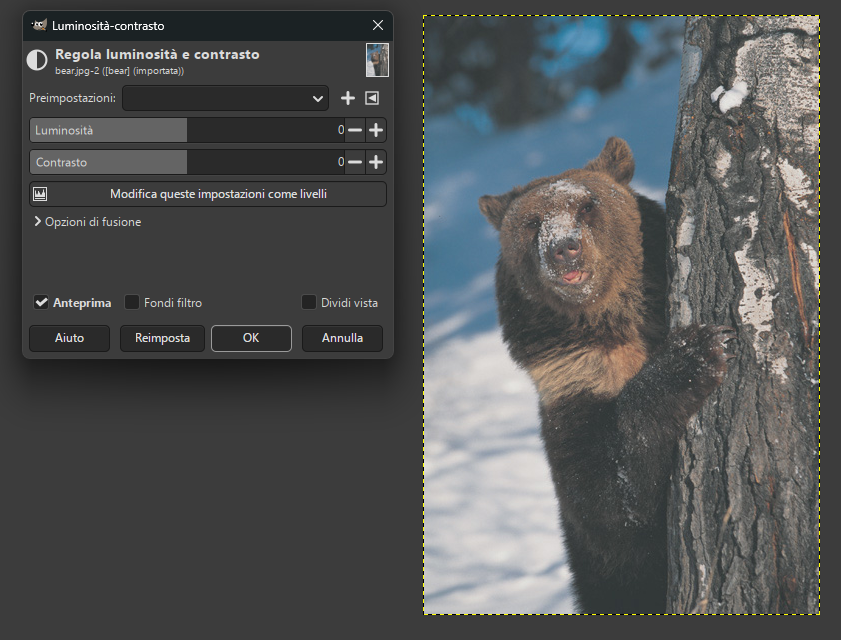 Luminosità-contrasto
Regola luminosità e contrasto
bear.jpg-2 ([bear] (importata))
Preimpostazioni:
Luminosità 0
Contrasto 0
Modifica queste impostazioni come livelli
Opzioni di fusione
Anteprima Fondi filtro Dividi vista
Aiuto Reimposta OK Annulla